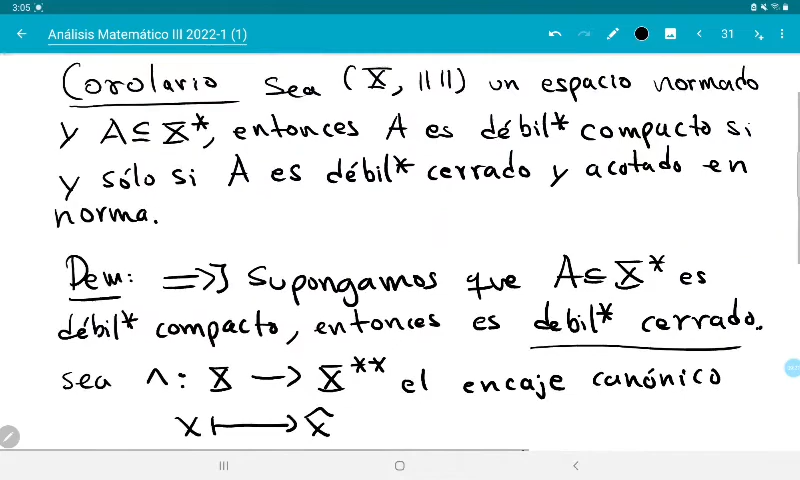 3:05
Análisis Matemático III 2022-1 (1)
31
Corolario Sea (X, || ||) un espacio normado
y A ⊆ X*, entonces A es débil* compacto si
y sólo si A es débil* cerrado y acotado en
norma.
Dem: =>] Supongamos que A ⊆ X* es
débil* compacto, entonces es debil* cerrado.
sea ∧ : X → X** el encaje canónico
x ↦ x̂